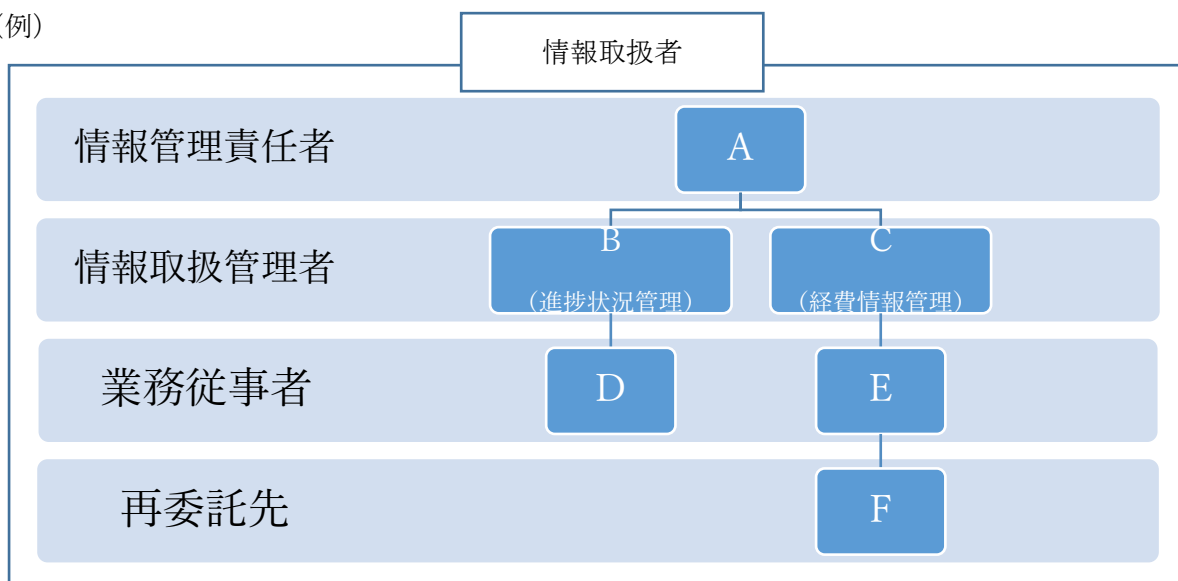 (例)
情報取扱者
情報管理責任者
A
情報取扱管理者
B
(進捗状況管理)
C
(経費情報管理)
業務従事者
D
E
再委託先
F